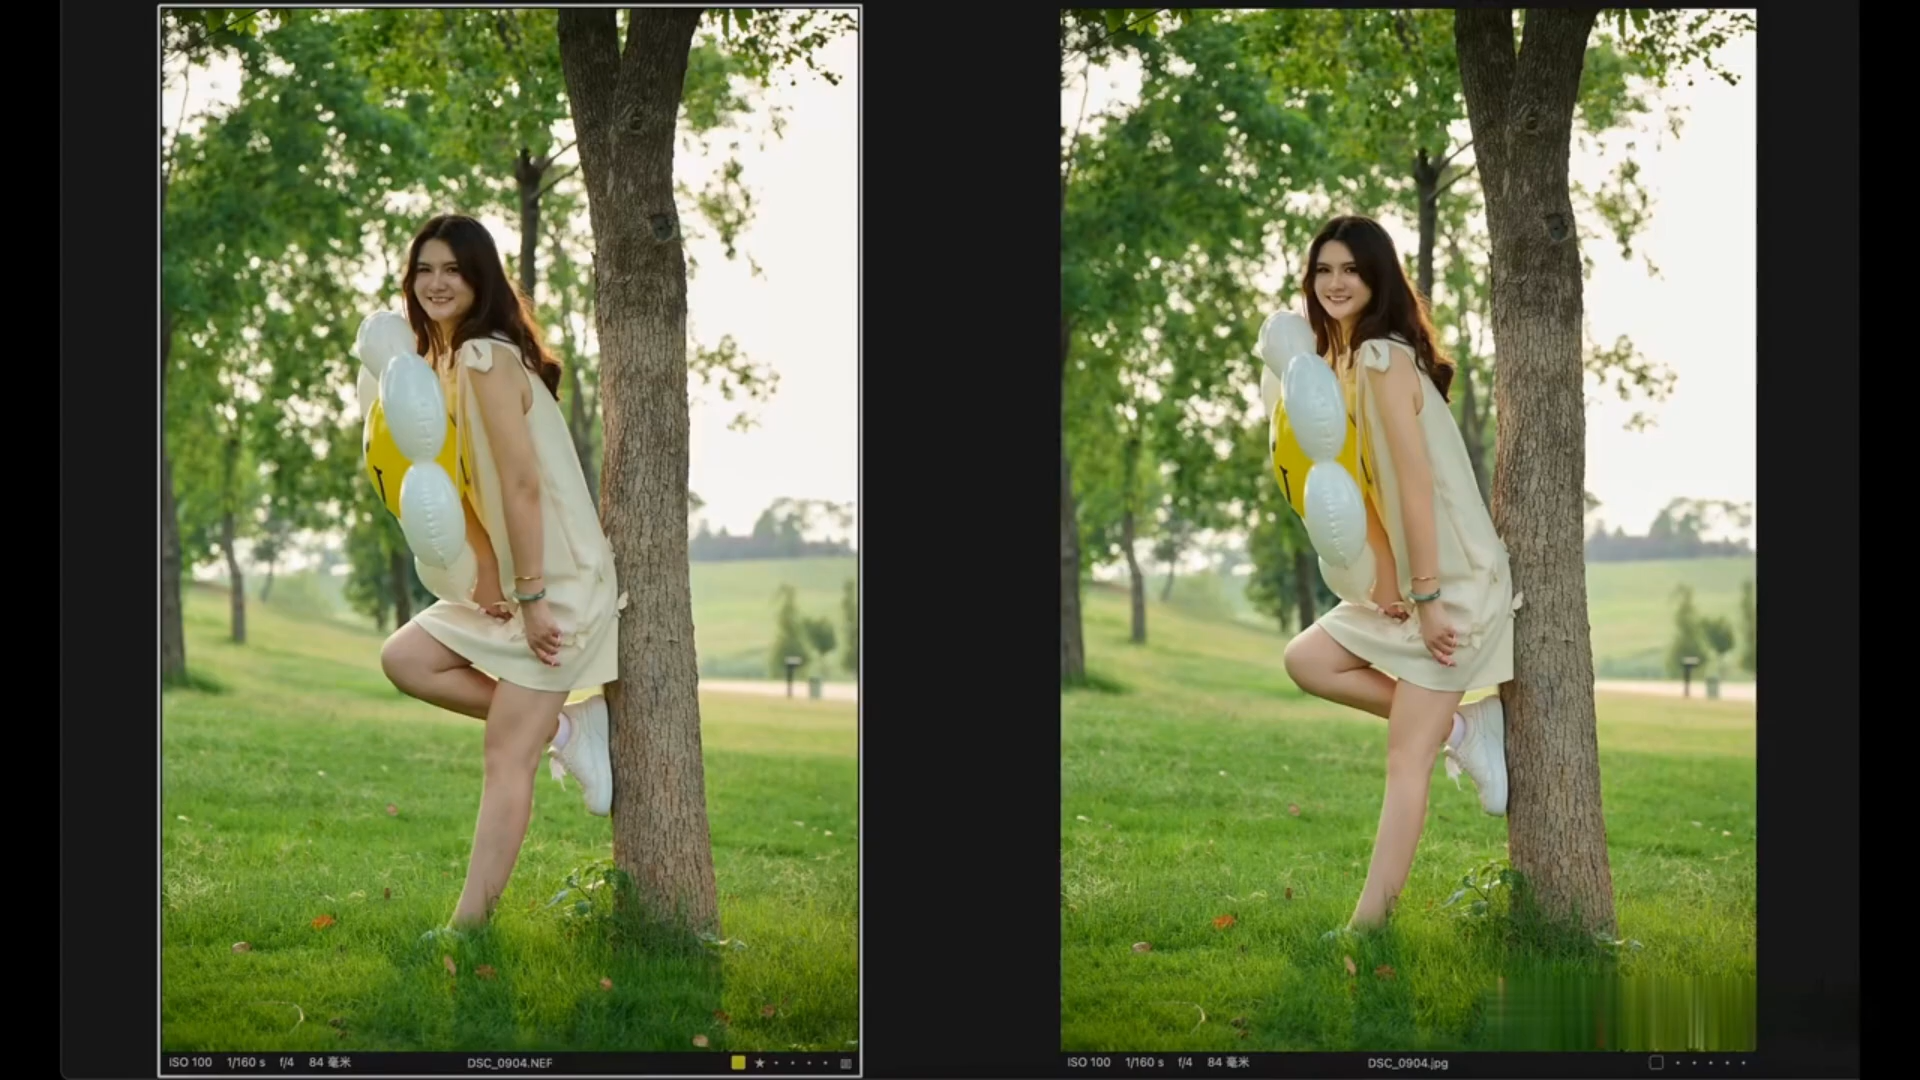 ISO 100 1/160 s f/4 84 毫米 DSC_0904.NEF
ISO 100 1/160 s f/4 84 毫米 DSC_0904.jpg